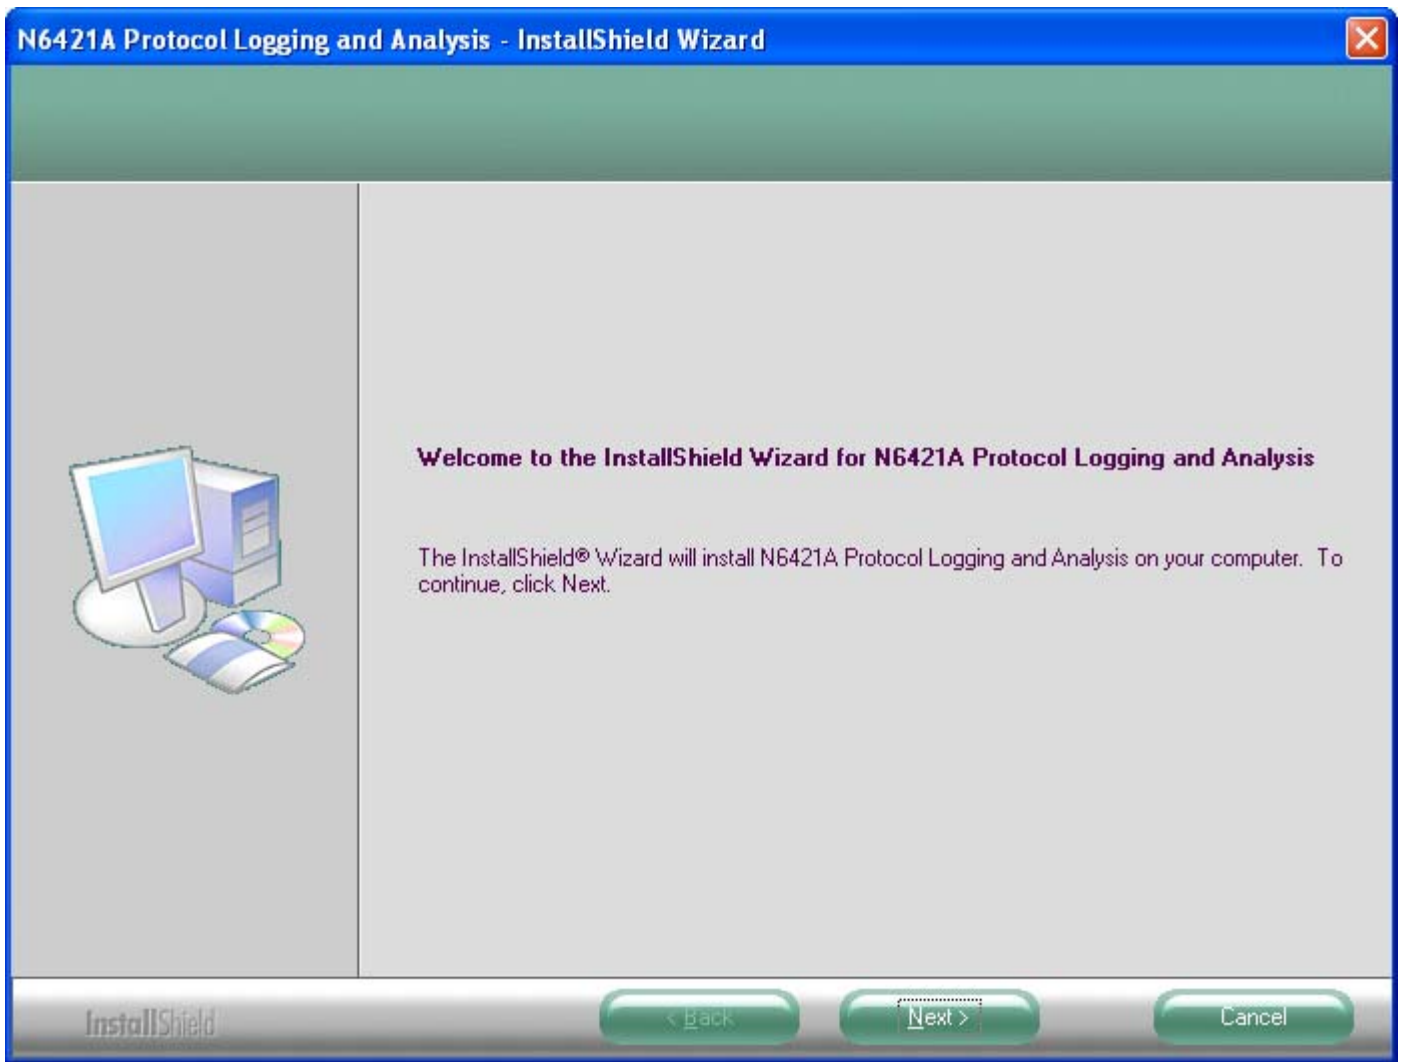 N6421A Protocol Logging and Analysis - InstallShield Wizard
Welcome to the InstallShield Wizard for N6421A Protocol Logging and Analysis
The InstallShield® Wizard will install N6421A Protocol Logging and Analysis on your computer. To
continue, click Next.
InstallShield
< Back
Next >
Cancel